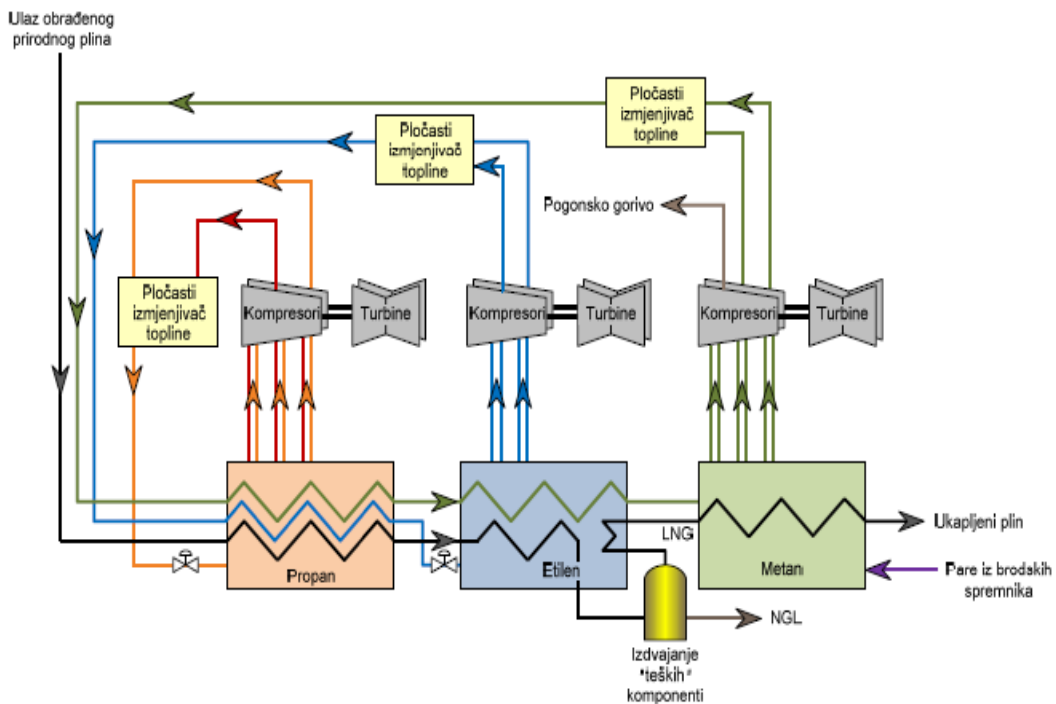 Ulaz obrađenog
prirodnog plina
Pločasti
izmjenjivač
topline
Pločasti
izmjenjivač
topline
Pogonsko gorivo
Pločasti
izmjenjivač
topline
Kompresori
Turbine
Kompresori
Turbine
Kompresori
Turbine
Propan
Etilen
LNG
Metan
Ukapljeni plin
Pare iz brodskih
spremnika
NGL
Izdvajanje
"teških"
komponenti